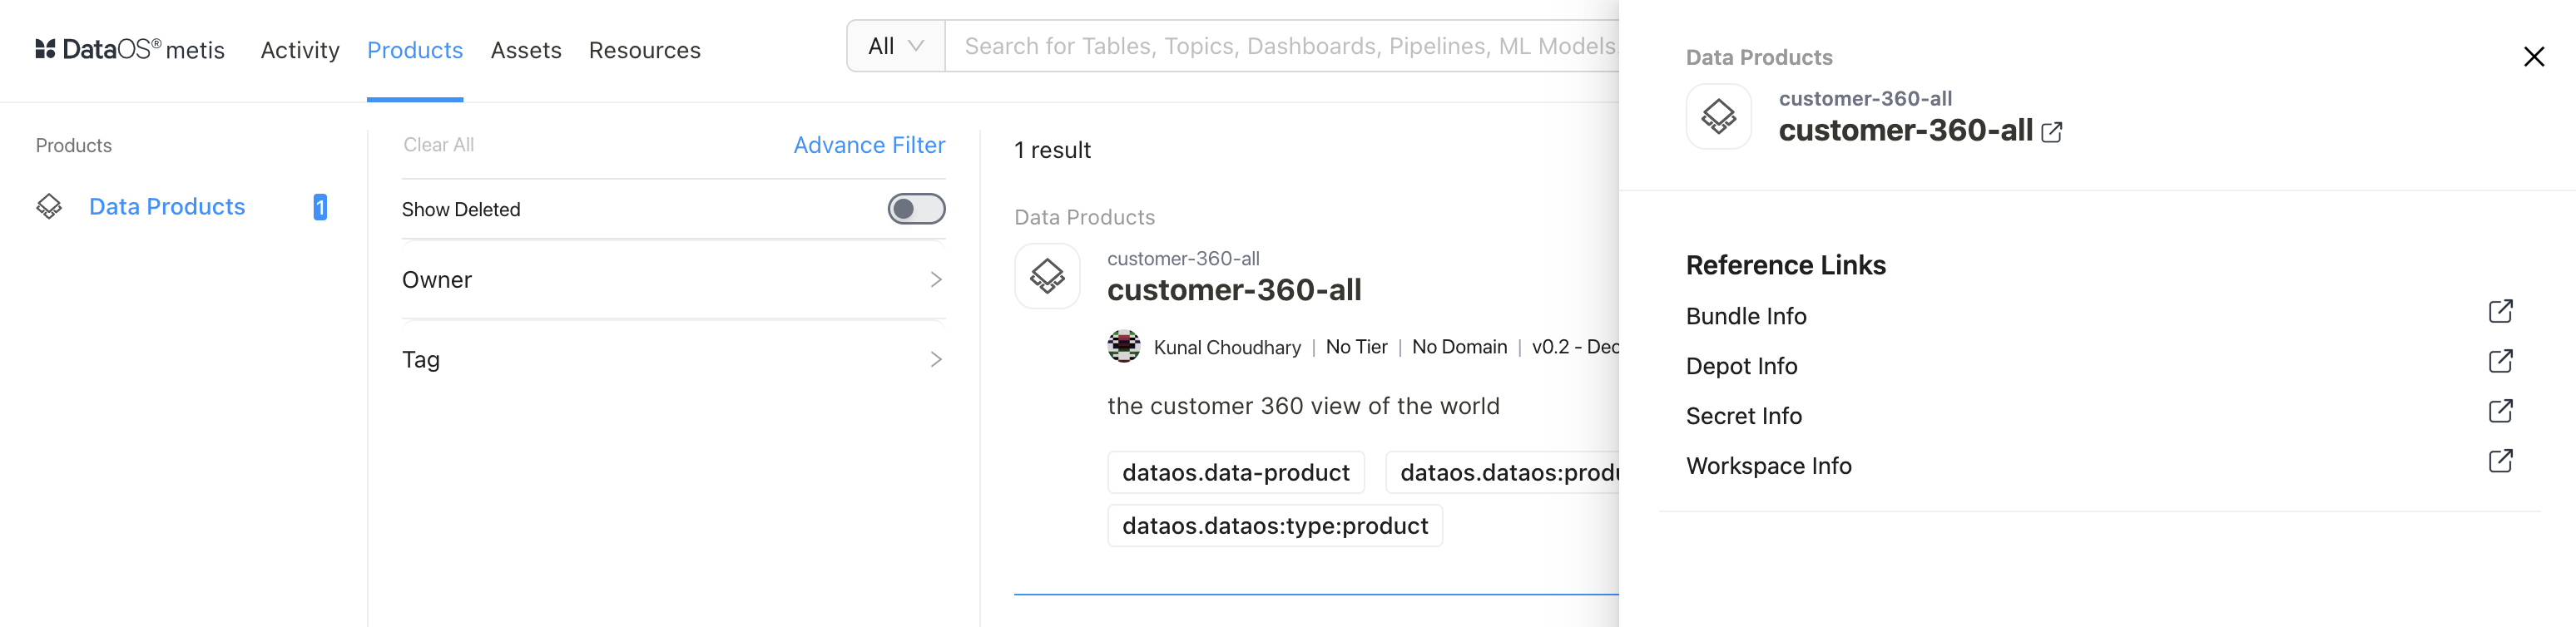 DataOS® metis Activity Products Assets Resources
All Search for Tables, Topics, Dashboards, Pipelines, ML Models
Products
Data Products 1
Clear All Advance Filter
Show Deleted
Owner
Tag
1 result
Data Products
customer-360-all
customer-360-all
Kunal Choudhary | No Tier | No Domain | v0.2 - Dec
the customer 360 view of the world
dataos.data-product dataos.dataos:produ
dataos.dataos:type:product
Data Products
customer-360-all
customer-360-all
Reference Links
Bundle Info
Depot Info
Secret Info
Workspace Info